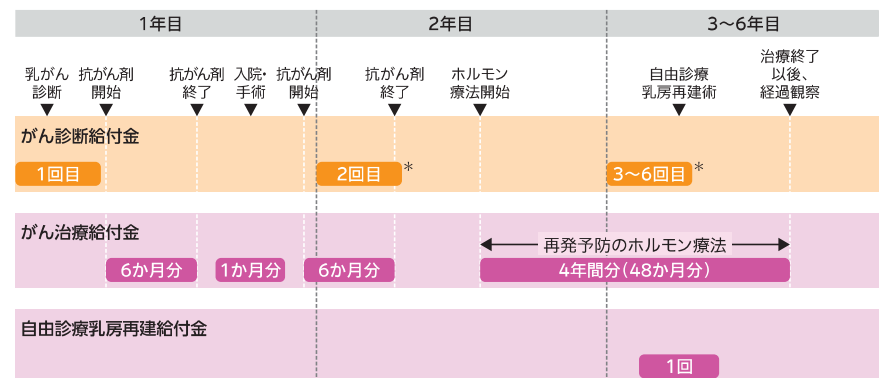 1年目
2年目
3〜6年目
乳がん
診断
抗がん剤
開始
抗がん剤
終了
入院・
手術
抗がん剤
開始
抗がん剤
終了
ホルモン
療法開始
自由診療
乳房再建術
治療終了
以後、
経過観察
がん診断給付金
1回目
2回目
＊
3〜6回目
＊
がん治療給付金
再発予防のホルモン療法
6か月分
1か月分
6か月分
4年間分（48か月分）
自由診療乳房再建給付金
1回